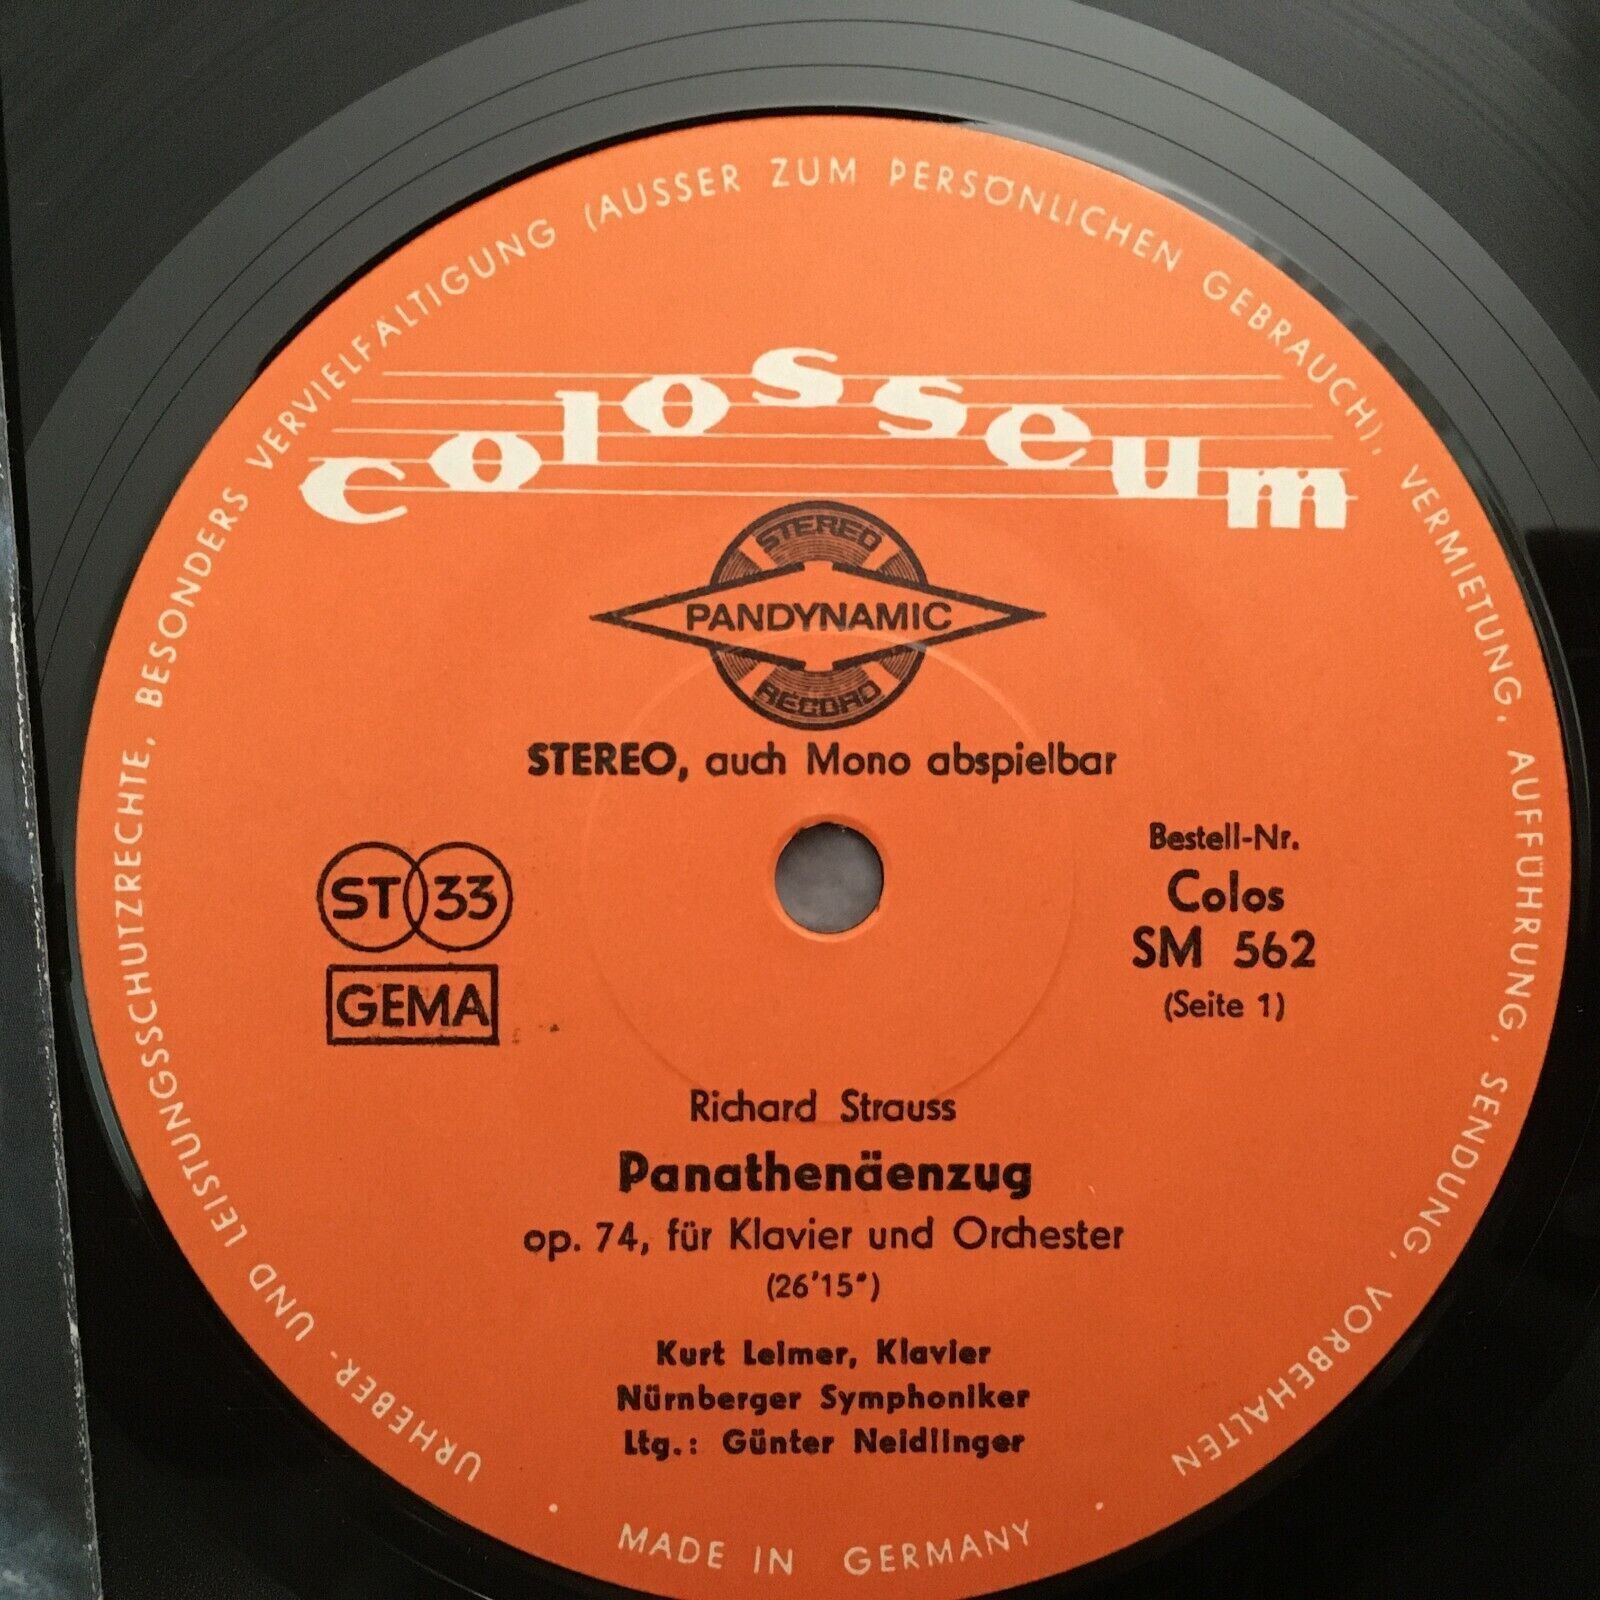 URHEBER- UND LEISTUNGSSCHUTZRECHTE, BESONDERS VERVIELFÄLTIGUNG (AUSSER ZUM PERSÖNLICHEN GEBRAUCH), VERMIETUNG, AUFFÜHRUNG, SENDUNG, VORBEHALTEN
colosseum
STEREO
PANDYNAMIC
RECORD
STEREO, auch Mono abspielbar
ST 33
GEMA
Bestell-Nr.
Colos
SM 562
(Seite 1)
Richard Strauss
Panathenäenzug
op. 74, für Klavier und Orchester
(26'15")
Kurt Leimer, Klavier
Nürnberger Symphoniker
Ltg.: Günter Neidlinger
• MADE IN GERMANY •